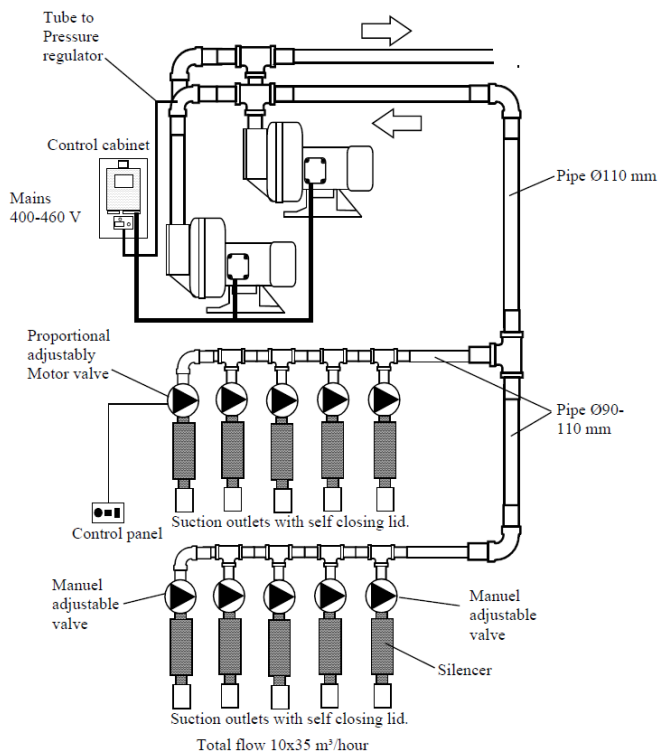 Tube to
Pressure
regulator
Control cabinet
Mains
400-460 V
Pipe Ø110 mm
Proportional
adjustably
Motor valve
Pipe Ø90-
110 mm
Control panel
Suction outlets with self closing lid.
Manuel
adjustable
valve
Manuel
adjustable
valve
Silencer
Suction outlets with self closing lid.
Total flow 10x35 m³/hour